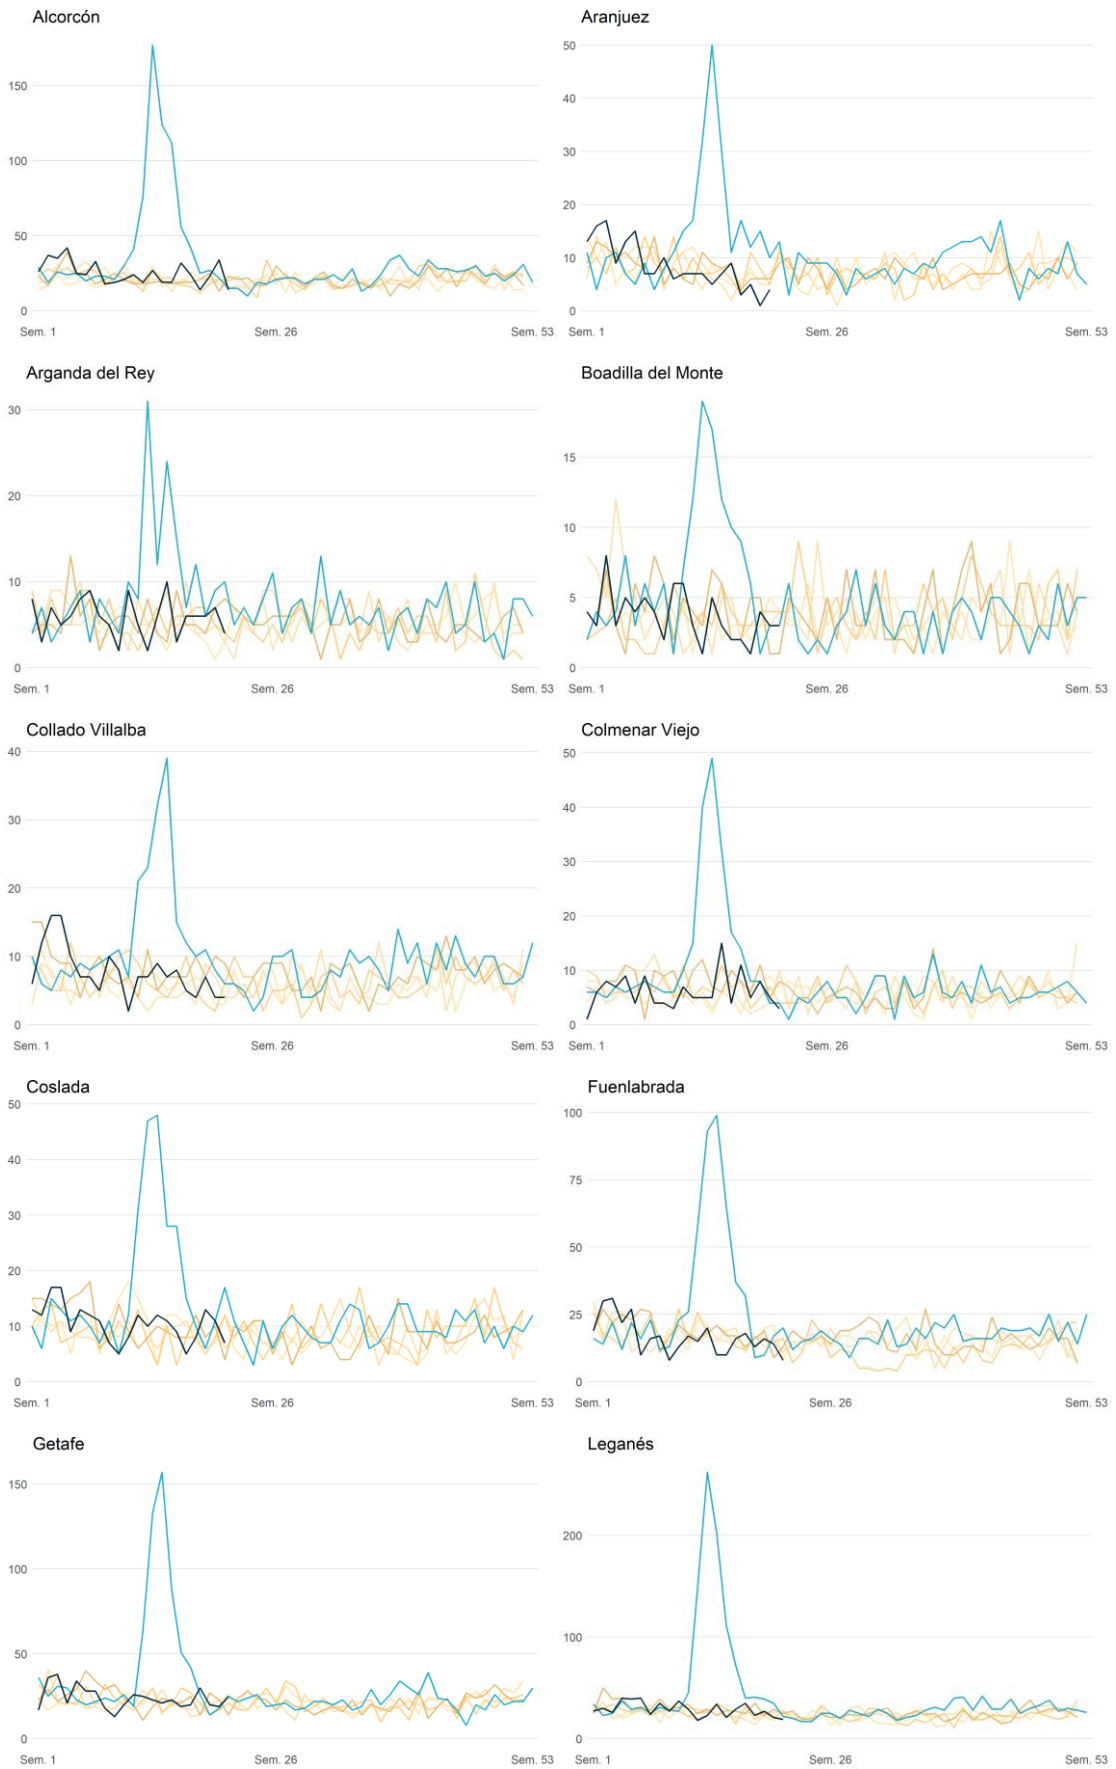 Alcorcón
150
100
50
0
Sem. 1 Sem. 26 Sem. 53
Aranjuez
50
40
30
20
10
0
Sem. 1 Sem. 26 Sem. 53
Arganda del Rey
30
20
10
0
Sem. 1 Sem. 26 Sem. 53
Boadilla del Monte
15
10
5
0
Sem. 1 Sem. 26 Sem. 53
Collado Villalba
40
30
20
10
0
Sem. 1 Sem. 26 Sem. 53
Colmenar Viejo
50
40
30
20
10
0
Sem. 1 Sem. 26 Sem. 53
Coslada
50
40
30
20
10
0
Sem. 1 Sem. 26 Sem. 53
Fuenlabrada
100
75
50
25
0
Sem. 1 Sem. 26 Sem. 53
Getafe
150
100
50
0
Sem. 1 Sem. 26 Sem. 53
Leganés
200
100
0
Sem. 1 Sem. 26 Sem. 53